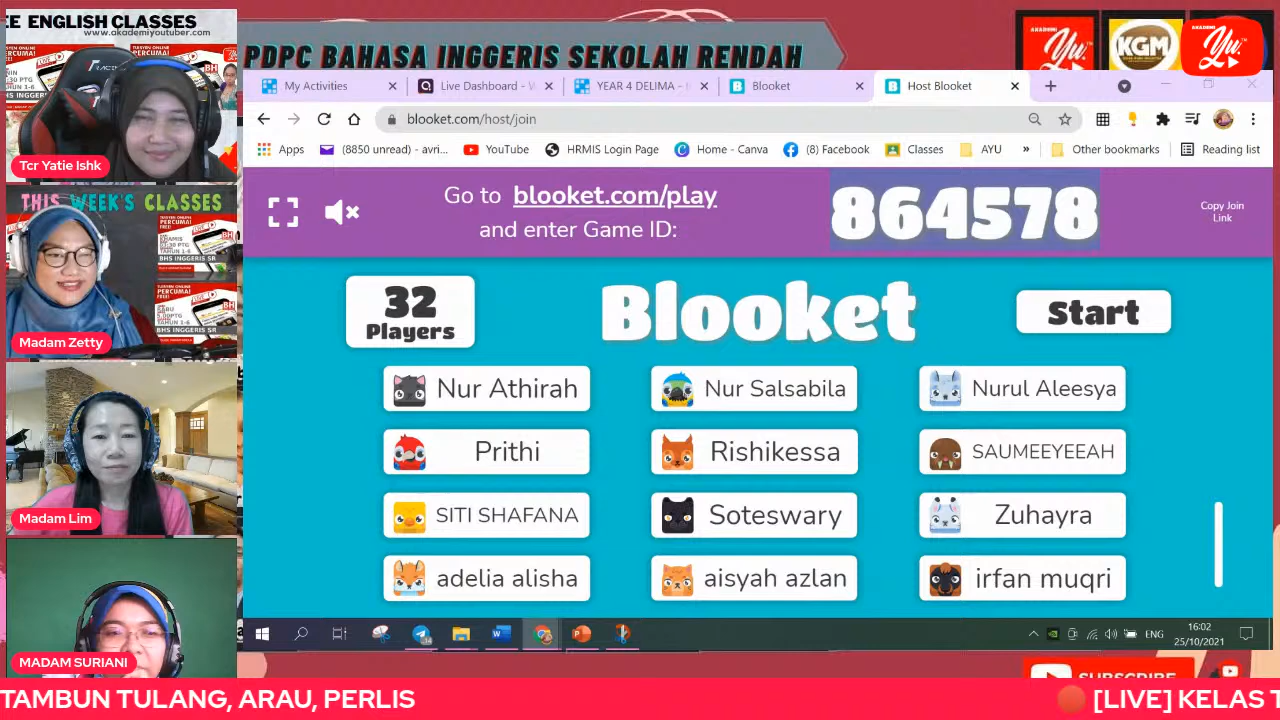 EE ENGLISH CLASSES
www.akademiyoutuber.com
Tcr Yatie Ishk
THIS WEEK'S CLASSES
Madam Zetty
Madam Lim
MADAM SURIANI
PDPC BAHASA INGGERIS SEKOLAH RENDAH
AKADEMI
KGM
My Activities
Live Dashboard - W
YEAR 4 DELIMA -
Blooket
Host Blooket
blooket.com/host/join
Apps
(8850 unread) - avri...
YouTube
HRMIS Login Page
Home - Canva
(8) Facebook
Classes
AYU
»
Other bookmarks
Reading list
Go to blooket.com/play
and enter Game ID:
864578
Copy Join
Link
32
Players
Blooket
Start
Nur Athirah
Nur Salsabila
Nurul Aleesya
Prithi
Rishikessa
SAUMEEYEEAH
SITI SHAFANA
Soteswary
Zuhayra
adelia alisha
aisyah azlan
irfan muqri
ENG
16:02
25/10/2021
SUBSCRIBE
TAMBUN TULANG, ARAU, PERLIS
[LIVE] KELAS T